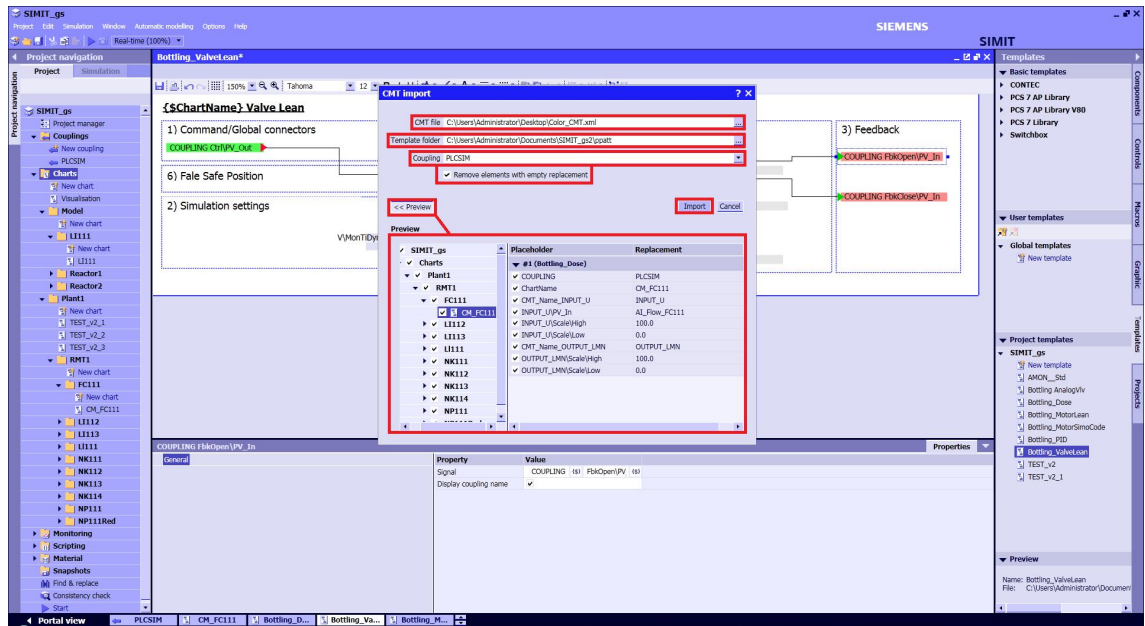 SIMIT_gs
Project Edit Simulation Window Automatic modelling Options Help
SIEMENS
SIMIT
Real-time (100%)
Project navigation
Project Simulation
Project navigation
SIMIT_gs
Project manager
Couplings
New coupling
PLCSIM
Charts
New chart
Visualisation
Model
New chart
LI111
New chart
LI111
Reactor1
Reactor2
Plant1
New chart
TEST_v2_1
TEST_v2_2
TEST_v2_3
RMT1
New chart
FC111
New chart
CM_FC111
LI112
LI113
LI111
NK111
NK112
NK113
NK114
NP111
NP111Red
Monitoring
Scripting
Material
Snapshots
Find & replace
Consistency check
Start
Bottling_ValveLean*
150% Tahoma 12
{$ChartName} Valve Lean
1) Command/Global connectors
COUPLING Ctrl\PV_Out
6) Fale Safe Position
2) Simulation settings
V\MonTiDy
3) Feedback
COUPLING FbkOpen\PV_In
COUPLING FbkClose\PV_In
CMT import ? X
CMT file C:\Users\Administrator\Desktop\Color_CMT.xml ...
Template folder C:\Users\Administrator\Documents\SIMIT_gs2\ppatt ...
Coupling PLCSIM
Remove elements with empty replacement
<< Preview Import Cancel
Preview
SIMIT_gs
Charts
Plant1
RMT1
FC111
CM_FC111
LI112
LI113
LI111
NK111
NK112
NK113
NK114
NP111
Placeholder Replacement
#1 (Bottling_Dose)
COUPLING PLCSIM
ChartName CM_FC111
CMT_Name_INPUT_U INPUT_U
INPUT_U\PV_In AI_Flow_FC111
INPUT_U\Scale\High 100.0
INPUT_U\Scale\Low 0.0
CMT_Name_OUTPUT_LMN OUTPUT_LMN
OUTPUT_LMN\Scale\High 100.0
OUTPUT_LMN\Scale\Low 0.0
COUPLING FbkOpen\PV_In
Properties
General
Property Value
Signal COUPLING ($) FbkOpen\PV ($)
Display coupling name
Templates
Basic templates
CONTEC
PCS 7 AP Library
PCS 7 AP Library V80
PCS 7 Library
Switchbox
User templates
Global templates
New template
Project templates
SIMIT_gs
New template
AMON__Std
Bottling AnalogVlv
Bottling_Dose
Bottling_MotorLean
Bottling_MotorSimoCode
Bottling_PID
Bottling_ValveLean
TEST_v2
TEST_v2_1
Preview
Name: Bottling_ValveLean
File: C:\Users\Administrator\Document
Components
Controls
Macros
Graphic
Templates
Projects
Portal view PLCSIM CM_FC111 Bottling_D... Bottling_Va... Bottling_M...